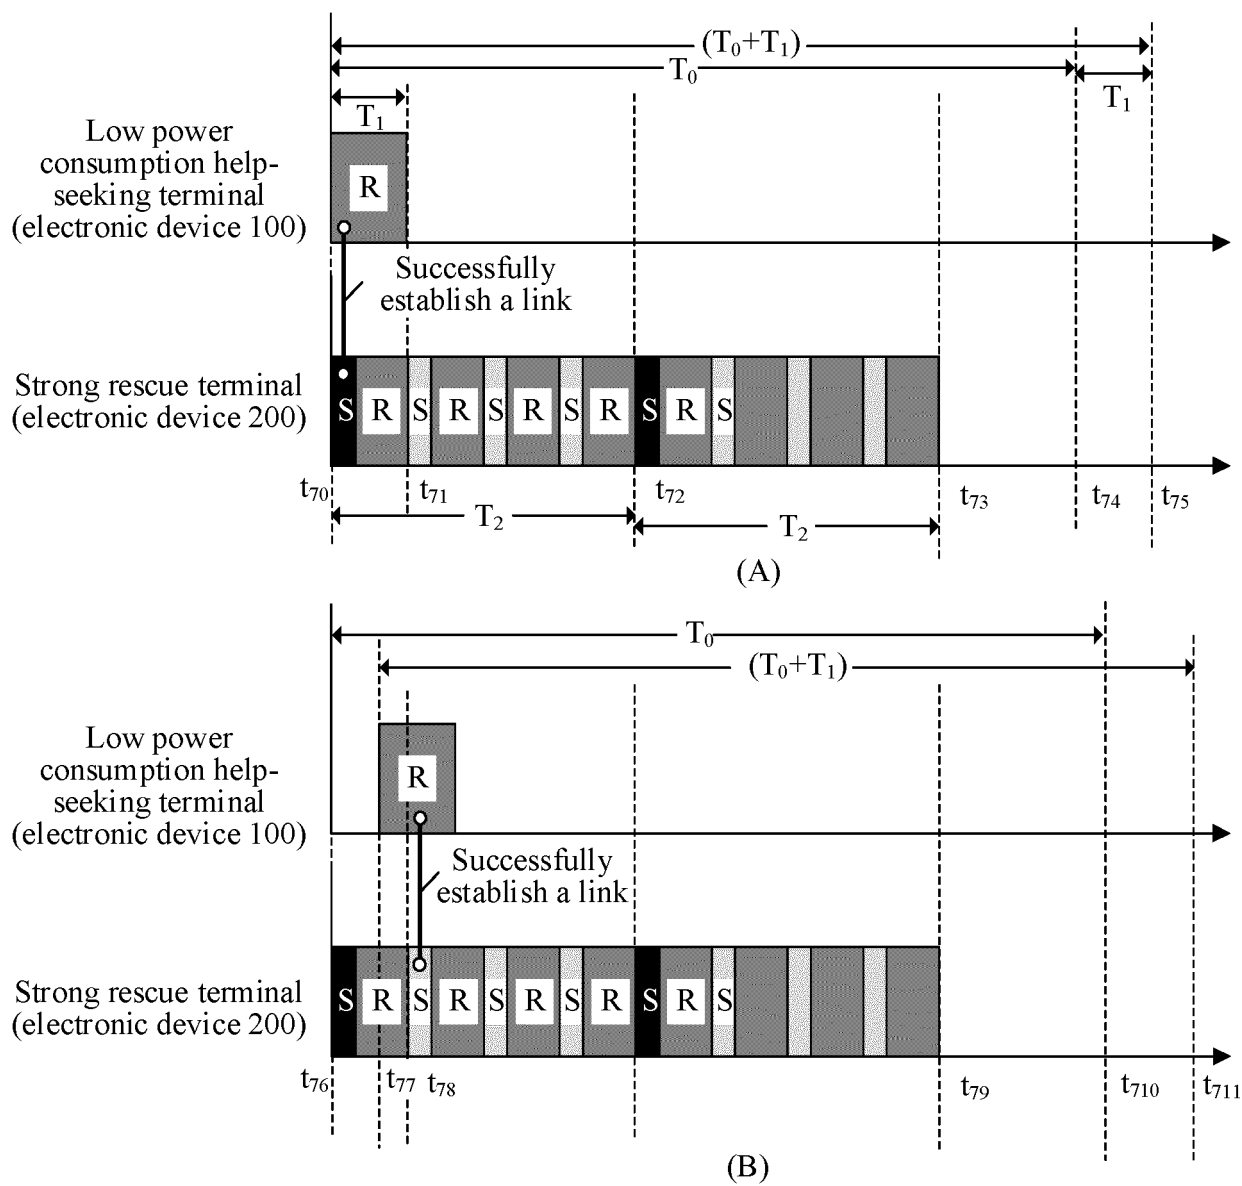 (T₀+T₁)
T₀
T₁
T₁
Low power
consumption help-
seeking terminal
(electronic device 100)
R
Successfully
establish a link
Strong rescue terminal
(electronic device 200)
S R S R S R S R S R S
t₇₀ t₇₁ t₇₂ t₇₃ t₇₄ t₇₅
T₂ T₂
(A)
T₀
(T₀+T₁)
Low power
consumption help-
seeking terminal
(electronic device 100)
R
Successfully
establish a link
Strong rescue terminal
(electronic device 200)
S R S R S R S R S R S
t₇₆ t₇₇ t₇₈ t₇₉ t₇₁₀ t₇₁₁
(B)